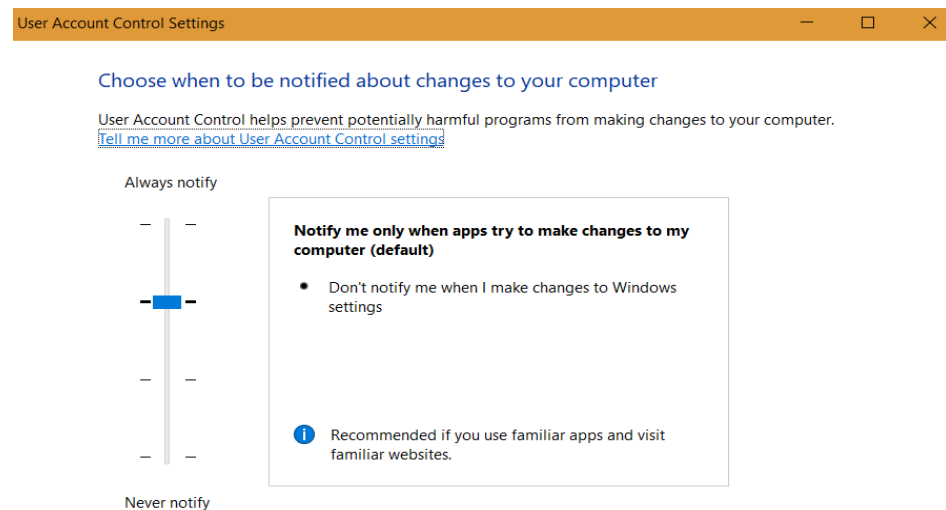 User Account Control Settings
Choose when to be notified about changes to your computer
User Account Control helps prevent potentially harmful programs from making changes to your computer.
Tell me more about User Account Control settings
Always notify
Notify me only when apps try to make changes to my
computer (default)
Don't notify me when I make changes to Windows
settings
Recommended if you use familiar apps and visit
familiar websites.
Never notify